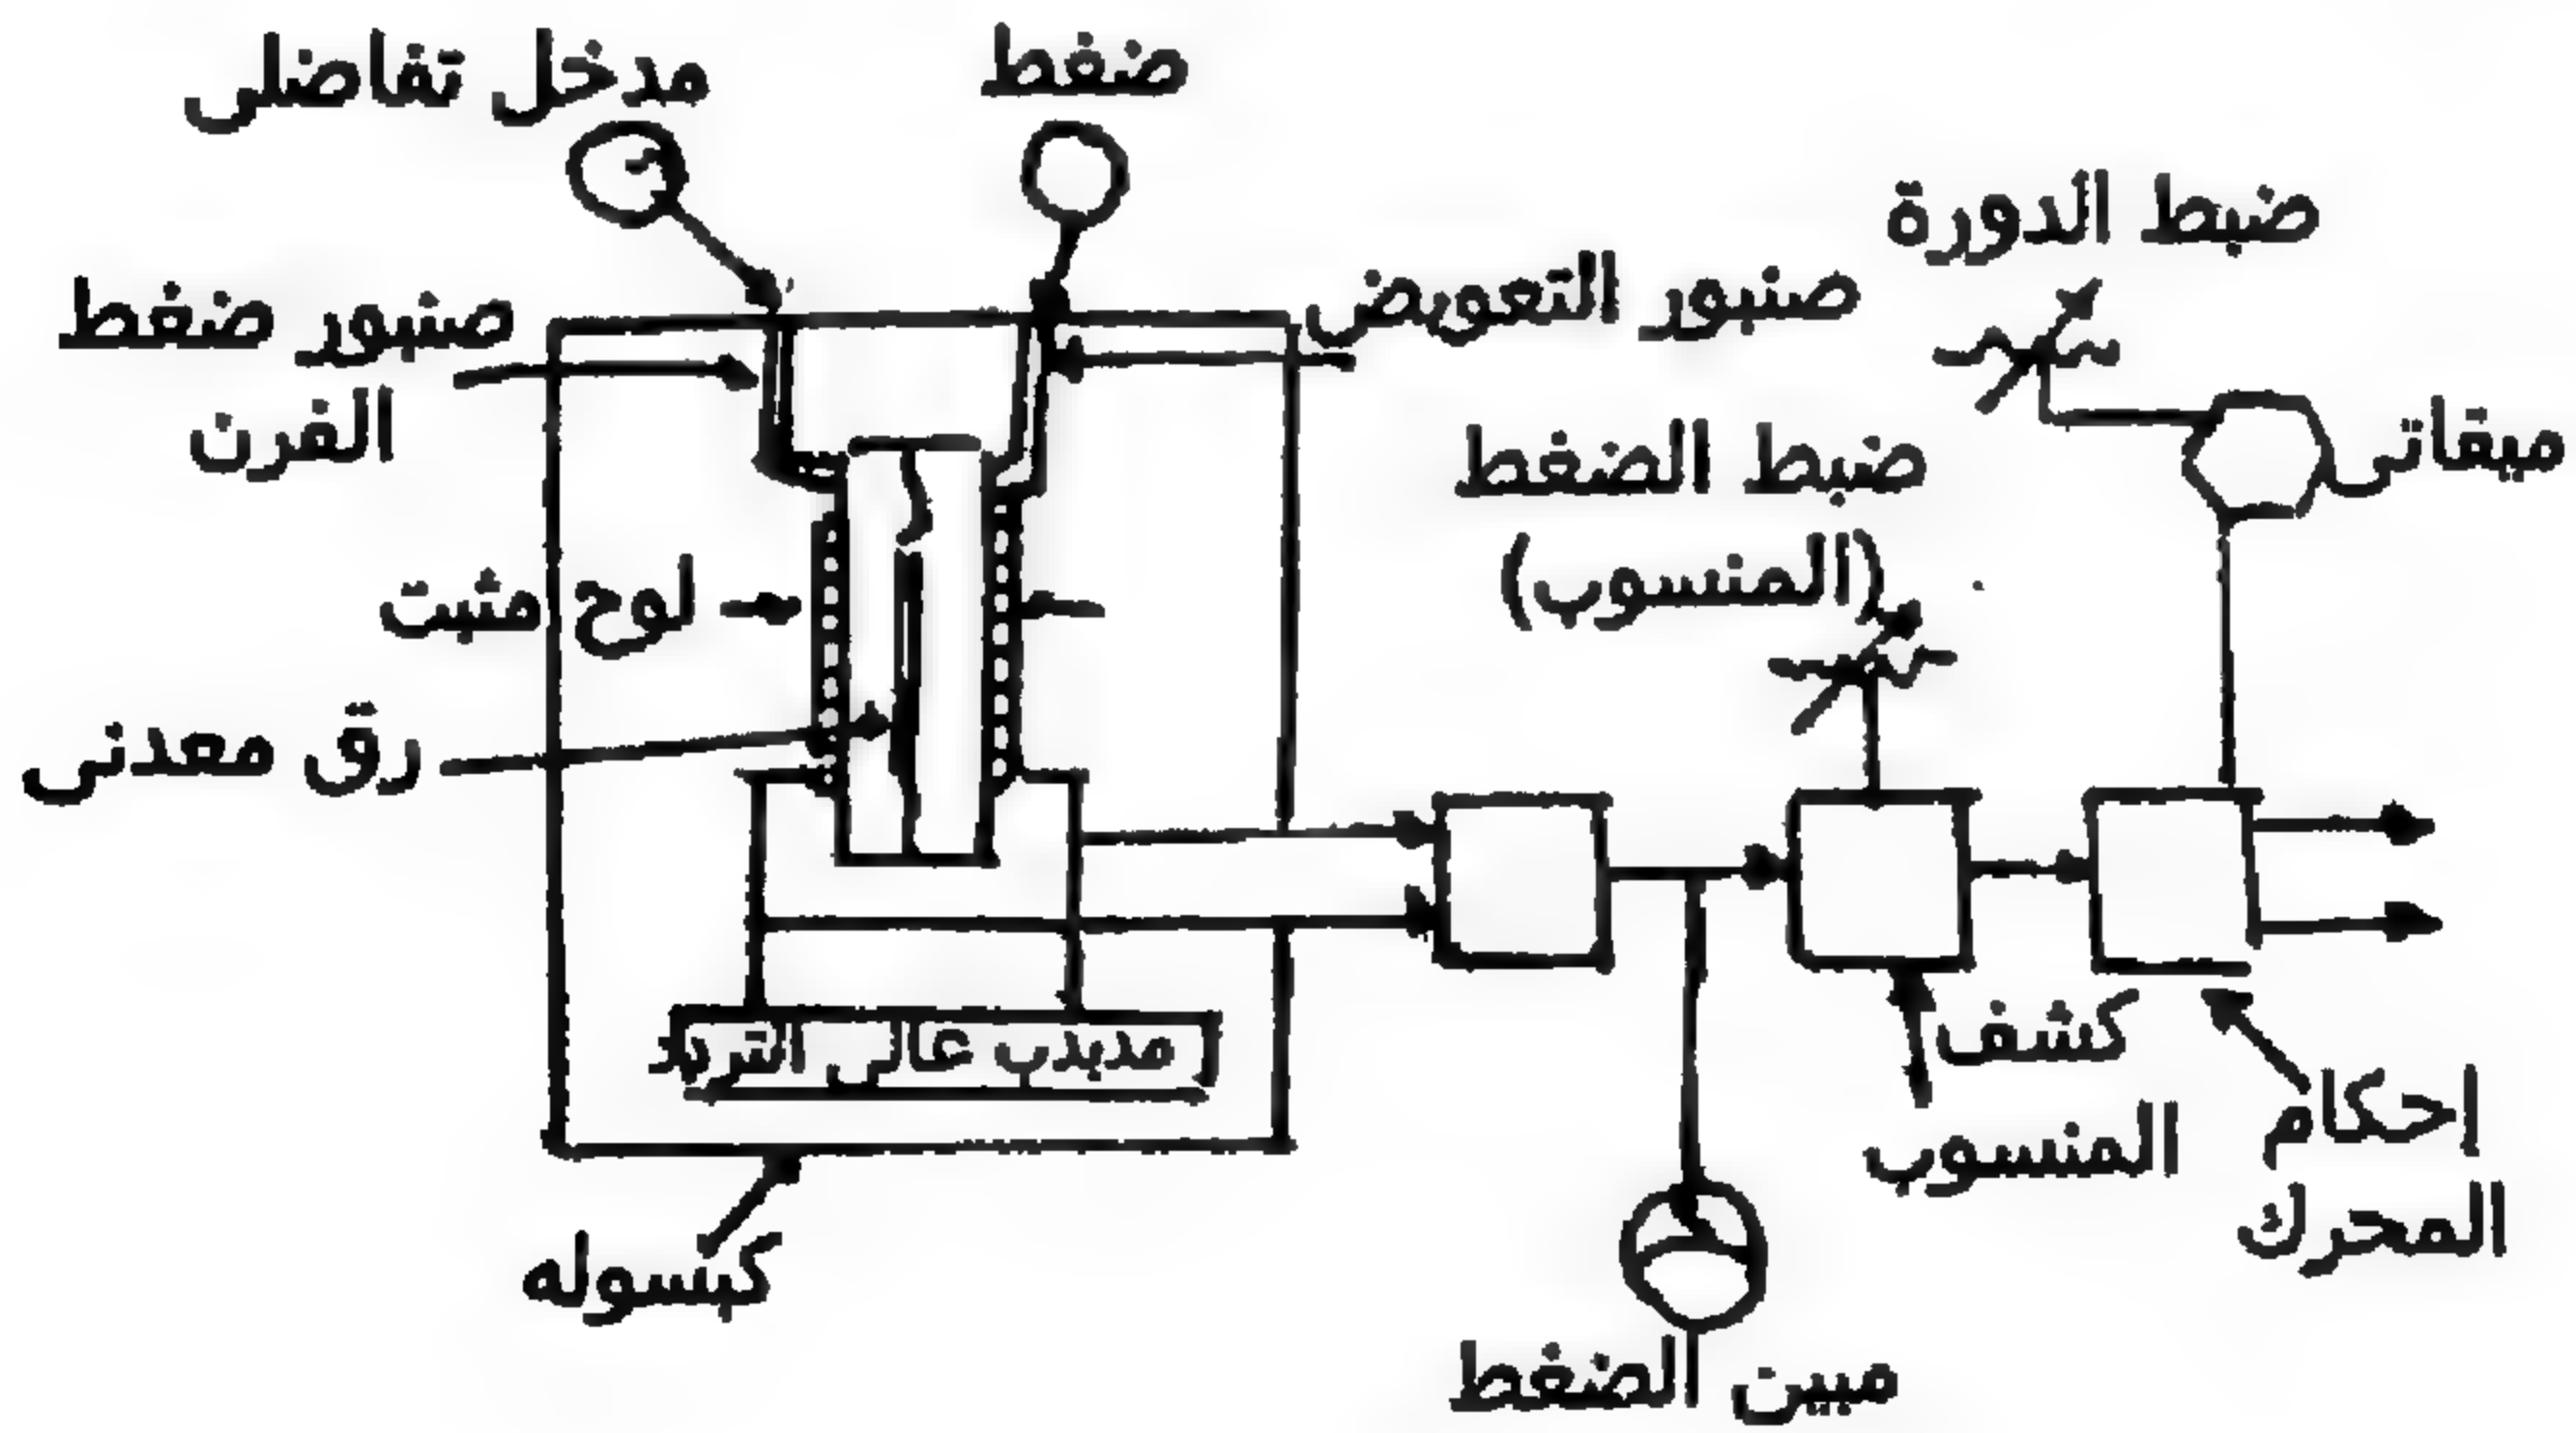 ضغط
مدخل تفاضلى
ضبط الدورة
صنبور التعويض
صنبور ضغط
الفرن
ميقاتى
ضبط الضغط
(المنسوب)
لوح مثبت
رق معدنى
كشف
المنسوب
مذبذب عالى التردد
إحكام
المحرك
كبسوله
مبين الضغط